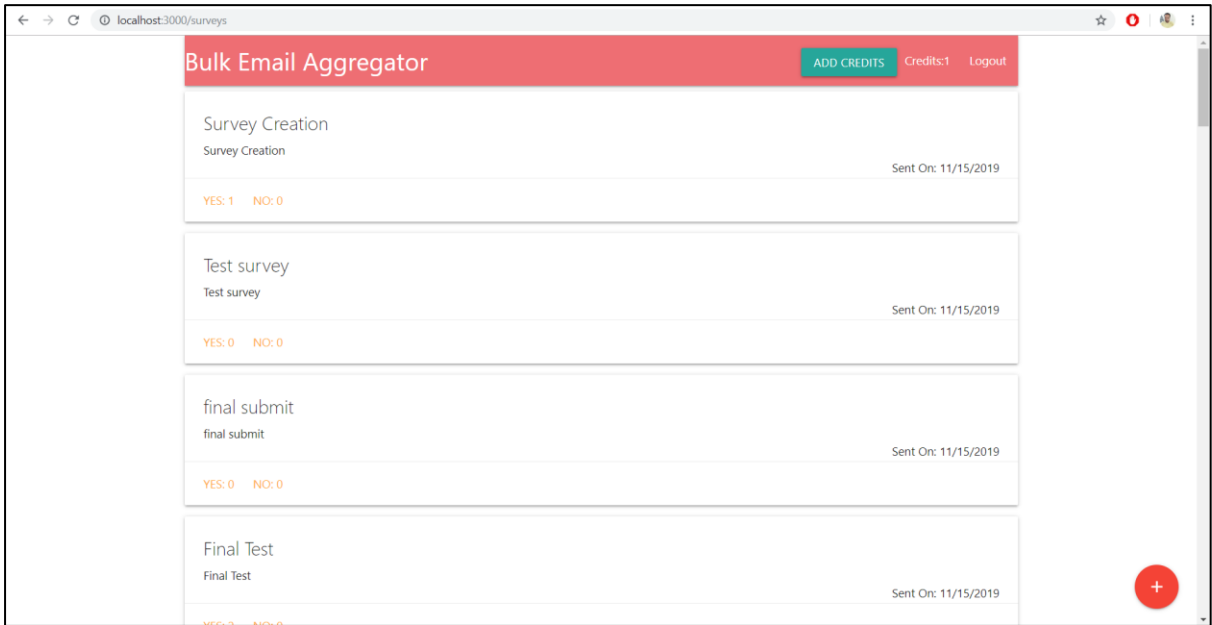 localhost:3000/surveys
Bulk Email Aggregator
ADD CREDITS Credits:1 Logout
Survey Creation
Survey Creation
Sent On: 11/15/2019
YES: 1 NO: 0
Test survey
Test survey
Sent On: 11/15/2019
YES: 0 NO: 0
final submit
final submit
Sent On: 11/15/2019
YES: 0 NO: 0
Final Test
Final Test
Sent On: 11/15/2019